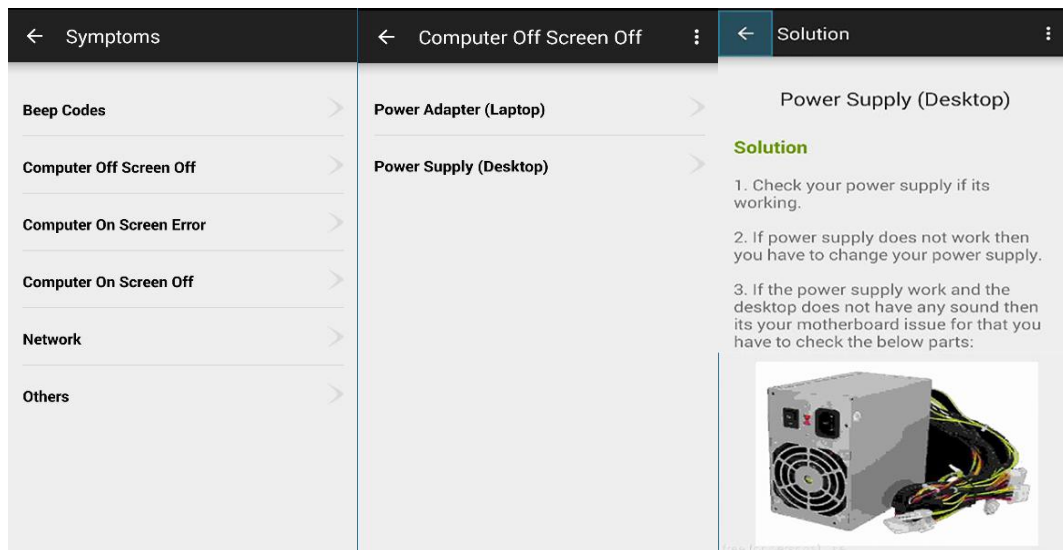 Symptoms
Beep Codes
Computer Off Screen Off
Computer On Screen Error
Computer On Screen Off
Network
Others
Computer Off Screen Off
Power Adapter (Laptop)
Power Supply (Desktop)
Solution
Power Supply (Desktop)
Solution
1. Check your power supply if its
working.
2. If power supply does not work then
you have to change your power supply.
3. If the power supply work and the
desktop does not have any sound then
its your motherboard issue for that you
have to check the below parts: